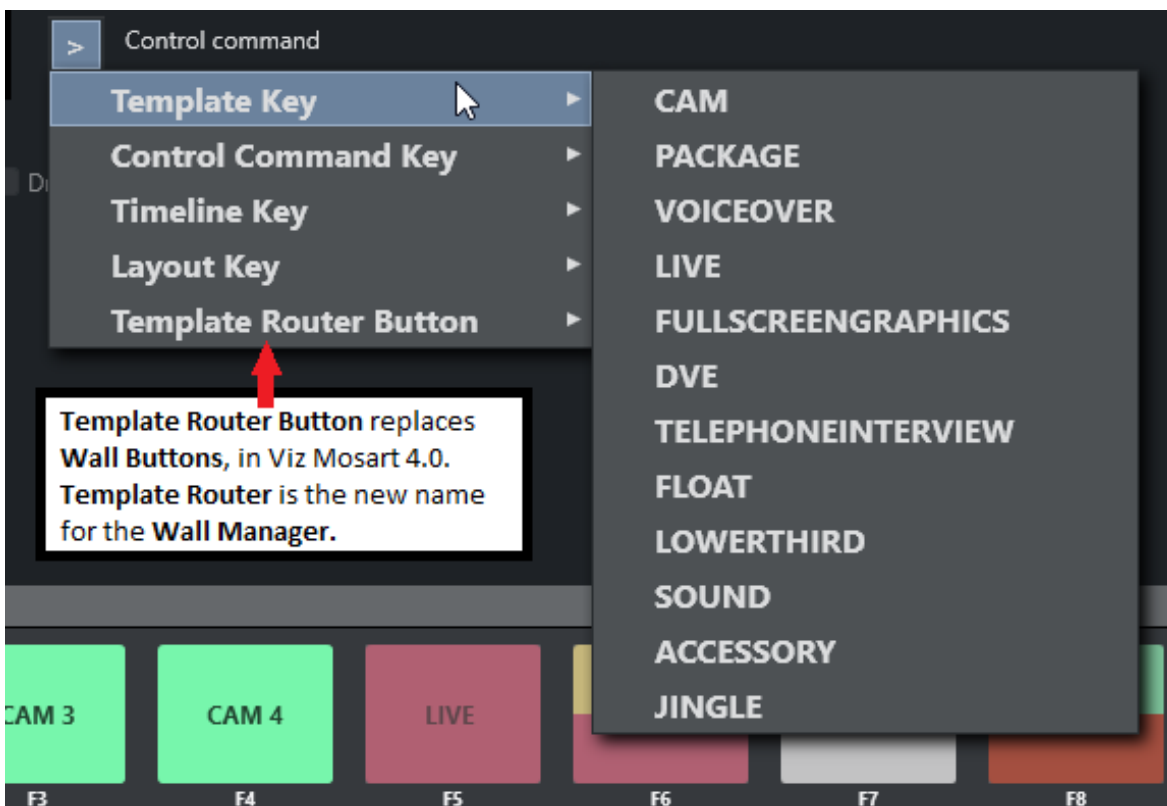 > Control command
Template Key
Control Command Key
Timeline Key
Layout Key
Template Router Button
CAM
PACKAGE
VOICEOVER
LIVE
FULLSCREENGRAPHICS
DVE
TELEPHONEINTERVIEW
FLOAT
LOWERTHIRD
SOUND
ACCESSORY
JINGLE
Template Router Button replaces
Wall Buttons, in Viz Mosart 4.0.
Template Router is the new name
for the Wall Manager.
CAM 3
CAM 4
LIVE
F3
F4
F5
F6
F7
F8